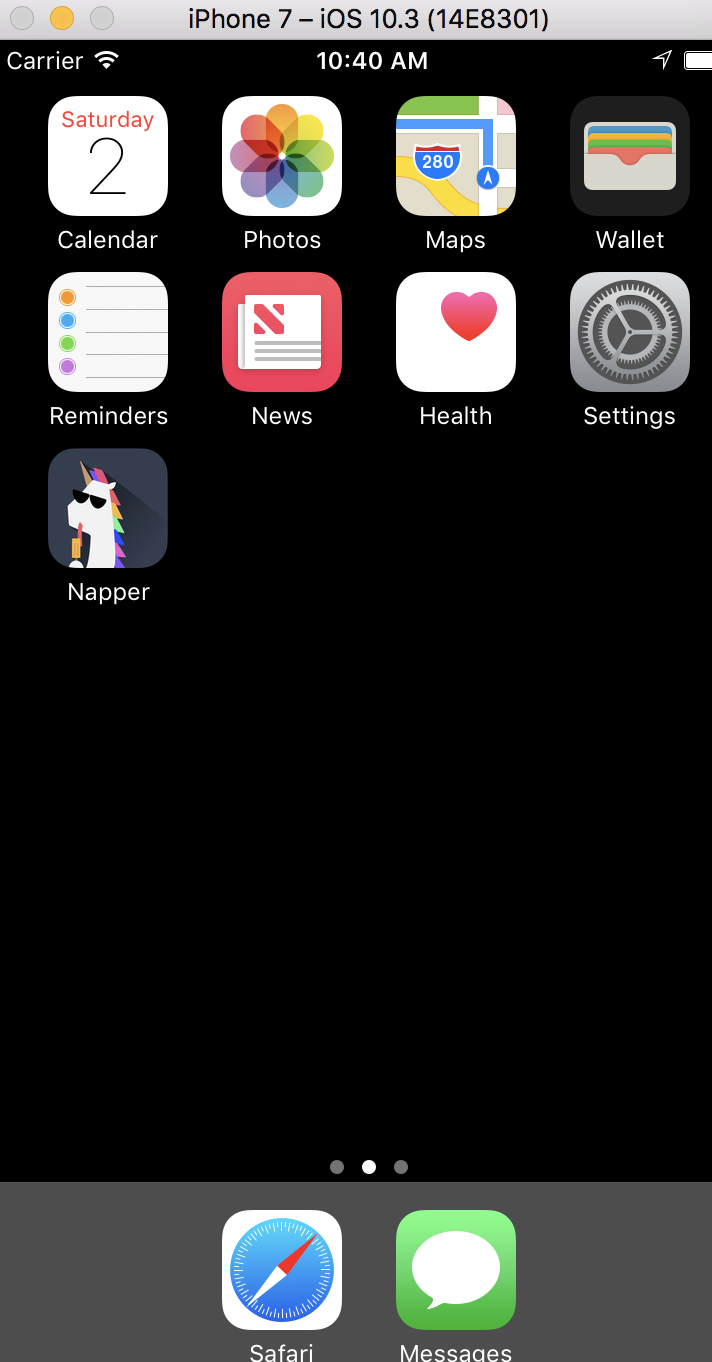 iPhone 7 – iOS 10.3 (14E8301)
Carrier 10:40 AM
Saturday
2
280
Calendar Photos Maps Wallet
Reminders News Health Settings
Napper
Safari Messages